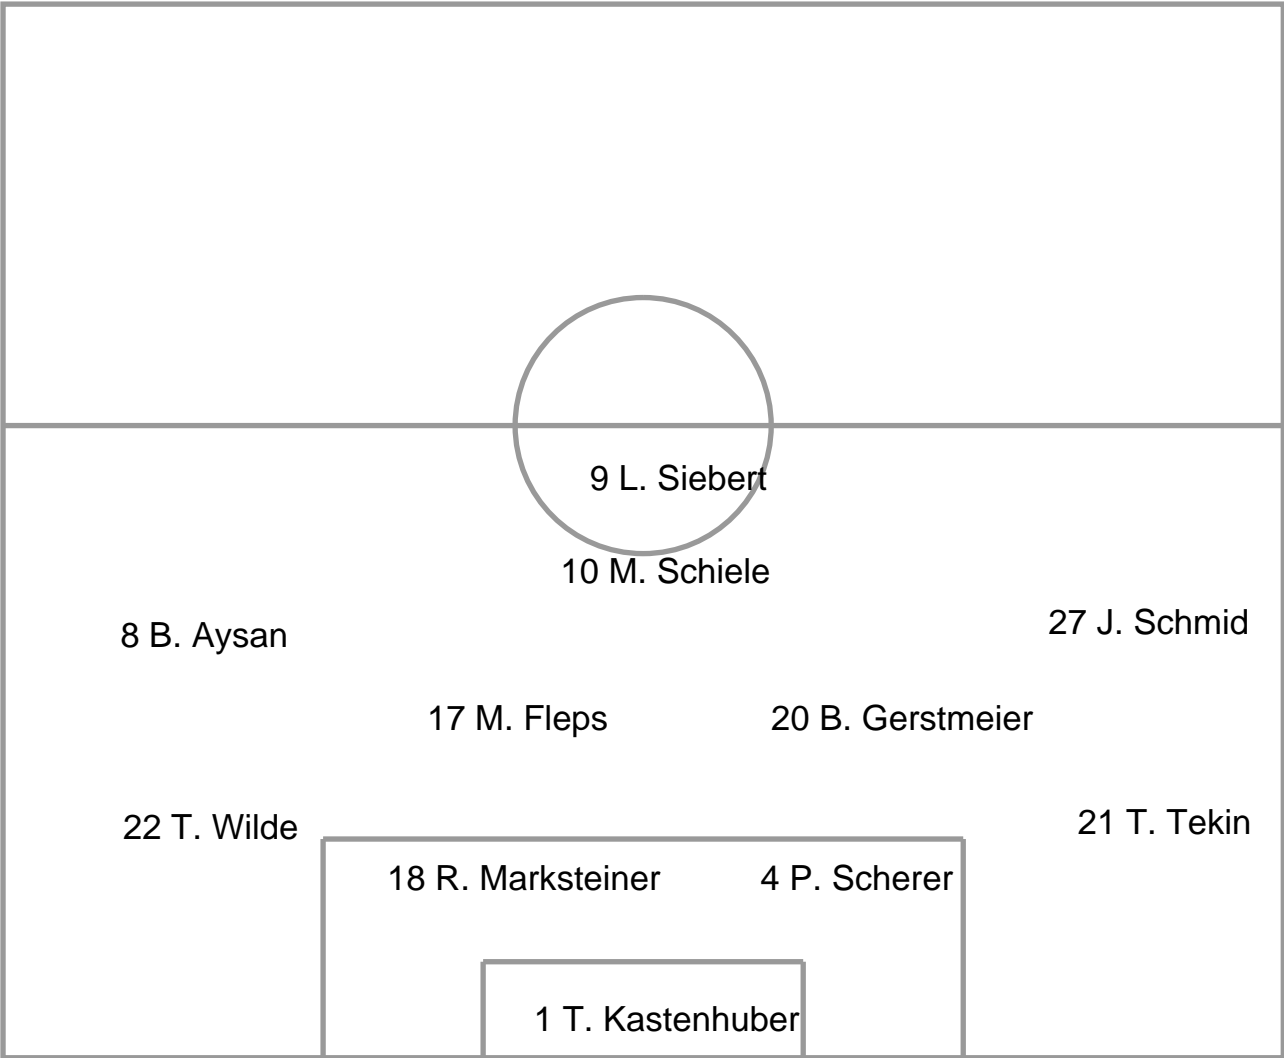 9 L. Siebert
10 M. Schiele
27 J. Schmid
8 B. Aysan
17 M. Fleps
20 B. Gerstmeier
21 T. Tekin
22 T. Wilde
18 R. Marksteiner
4 P. Scherer
1 T. Kastenhuber